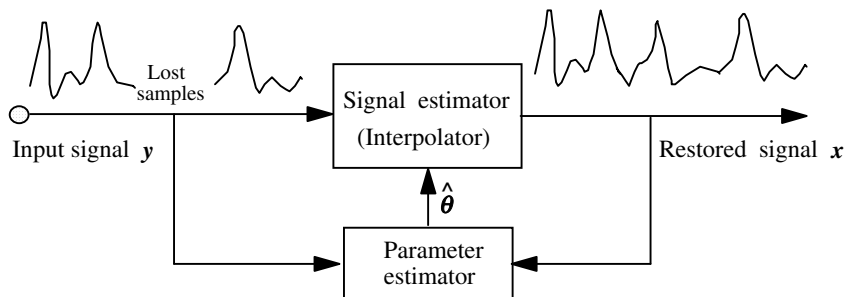 Lost
samples
Signal estimator
(Interpolator)
Input signal y
Restored signal x
θ̂
Parameter
estimator